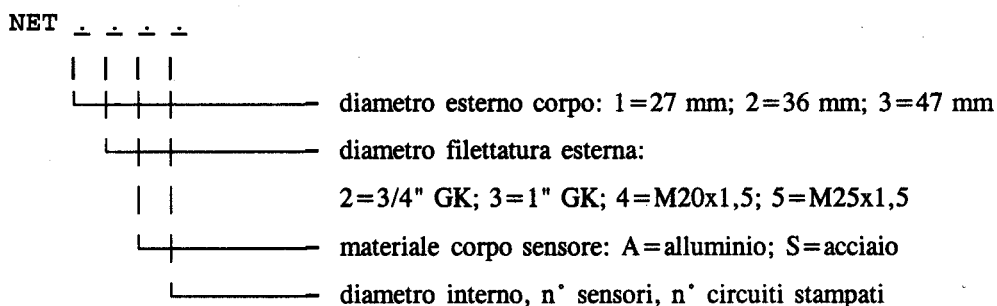 NET . . . .
diametro esterno corpo: 1=27 mm; 2=36 mm; 3=47 mm
diametro filettatura esterna:
2=3/4" GK; 3=1" GK; 4=M20x1,5; 5=M25x1,5
materiale corpo sensore: A=alluminio; S=acciaio
diametro interno, n° sensori, n° circuiti stampati